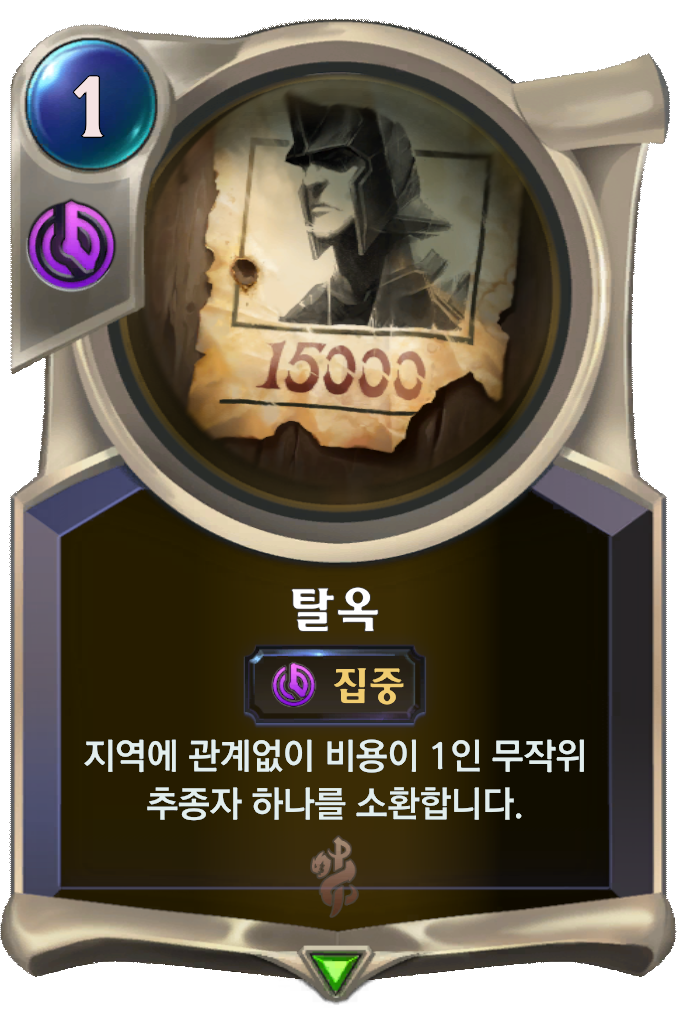 1
15000
탈옥
집중
지역에 관계없이 비용이 1인 무작위
추종자 하나를 소환합니다.